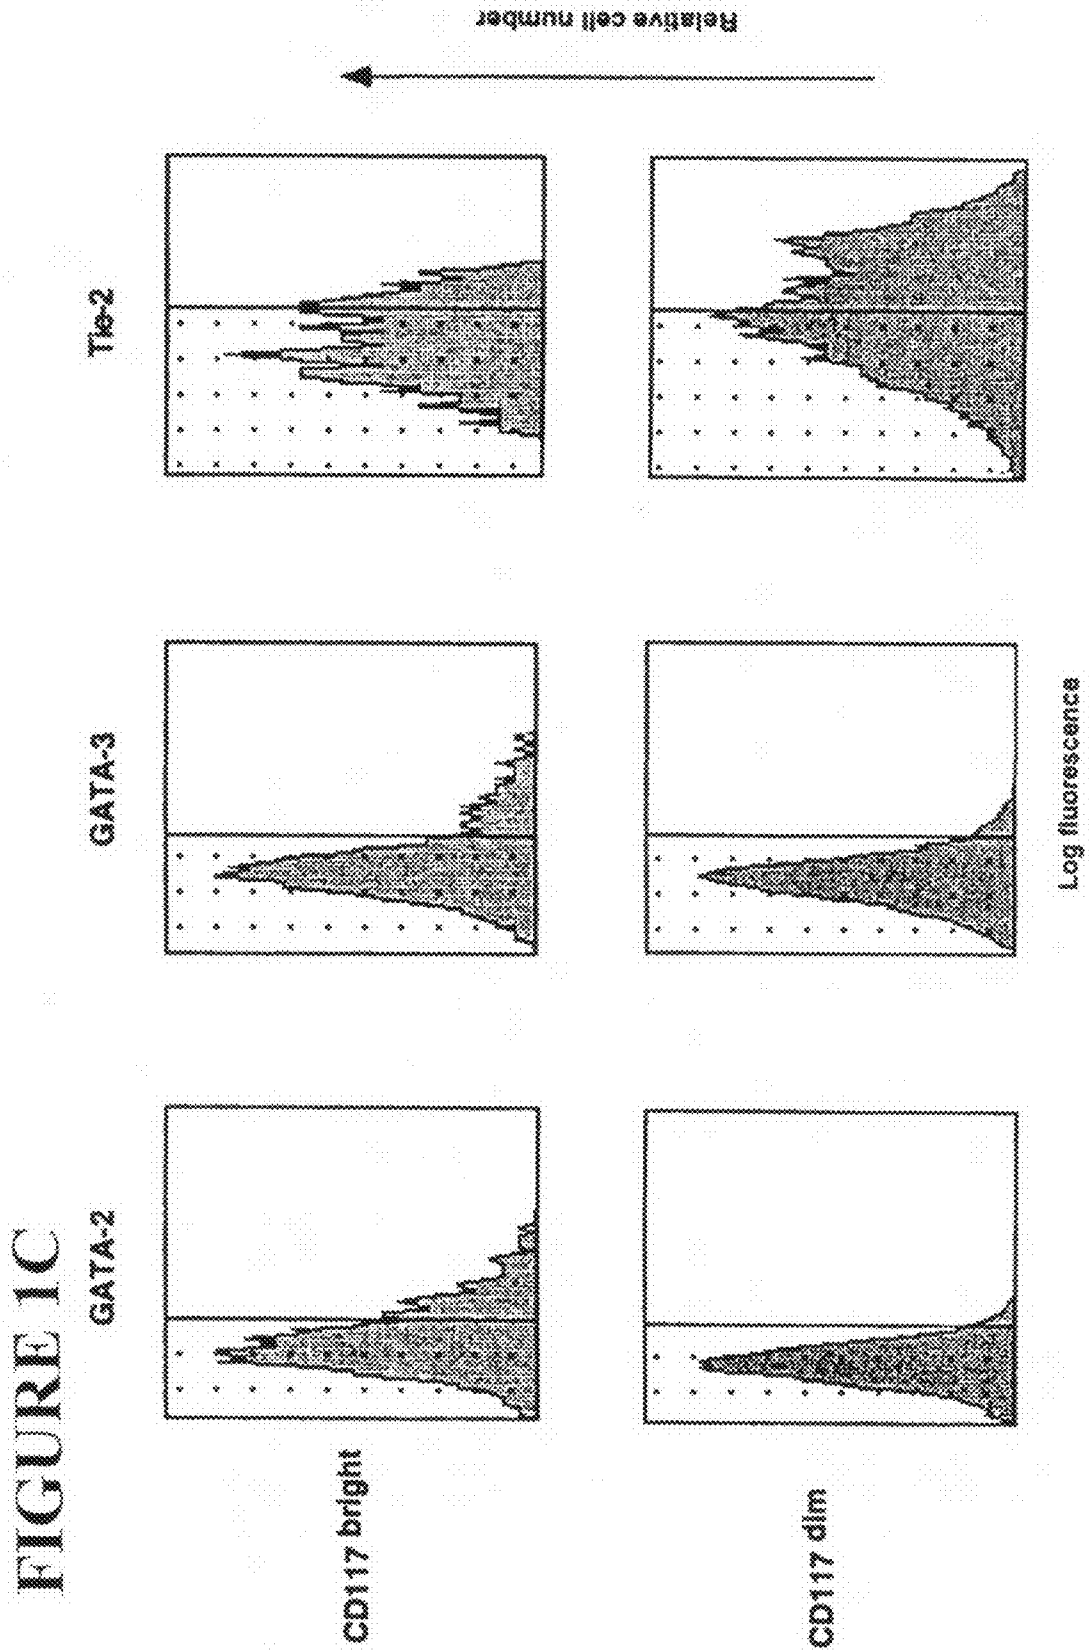 FIGURE 1C
GATA-2
GATA-3
Tie-2
CD117 bright
CD117 dim
Relative cell number
Log fluorescence